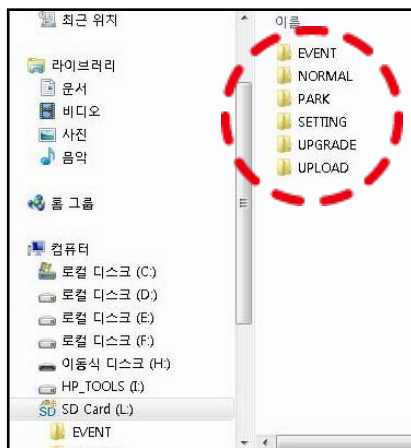 최근 위치
라이브러리
문서
비디오
사진
음악
홈 그룹
컴퓨터
로컬 디스크 (C:)
로컬 디스크 (D:)
로컬 디스크 (E:)
로컬 디스크 (F:)
이동식 디스크 (H:)
HP_TOOLS (I:)
SD Card (L:)
EVENT
이름
EVENT
NORMAL
PARK
SETTING
UPGRADE
UPLOAD